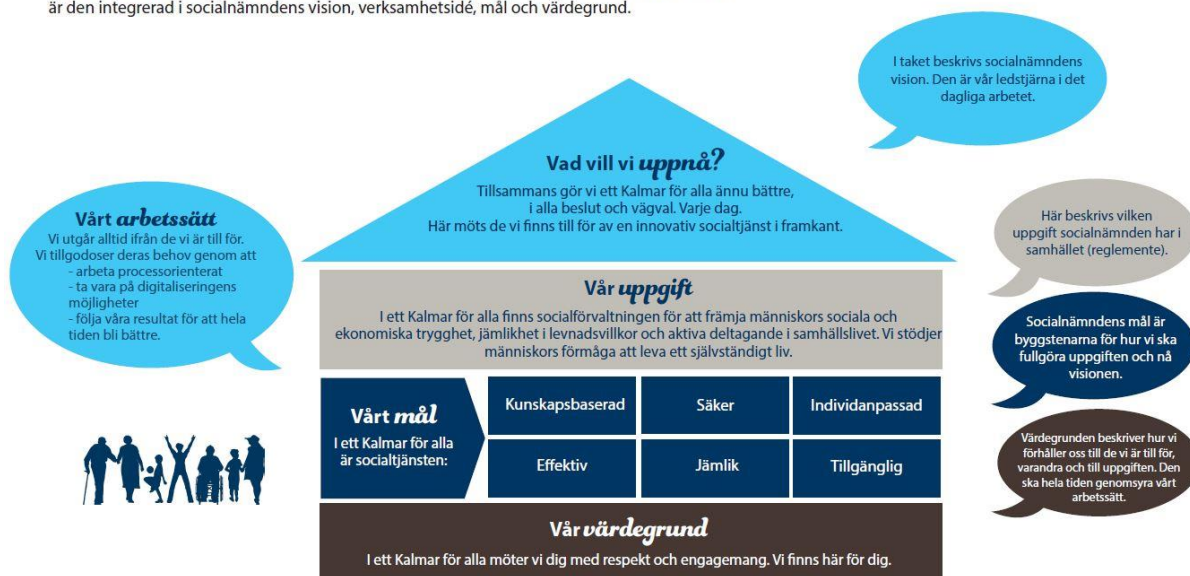 är den integrerad i socialnämndens vision, verksamhetsidé, mål och värdegrund.
I taket beskrivs socialnämndens
vision. Den är vår ledstjärna i det
dagliga arbetet.
Vad vill vi uppnå?
Tillsammans gör vi ett Kalmar för alla ännu bättre,
i alla beslut och vägval. Varje dag.
Här möts de vi finns till för av en innovativ socialtjänst i framkant.
Vårt arbetssätt
Vi utgår alltid ifrån de vi är till för.
Vi tillgodoser deras behov genom att
- arbeta processorienterat
- ta vara på digitaliseringens
möjligheter
- följa våra resultat för att hela
tiden bli bättre.
Här beskrivs vilken
uppgift socialnämnden har i
samhället (reglemente).
Vår uppgift
I ett Kalmar för alla finns socialförvaltningen för att främja människors sociala och
ekonomiska trygghet, jämlikhet i levnadsvillkor och aktiva deltagande i samhällslivet. Vi stödjer
människors förmåga att leva ett självständigt liv.
Socialnämndens mål är
byggstenarna för hur vi ska
fullgöra uppgiften och nå
visionen.
Vårt mål
I ett Kalmar för alla
är socialtjänsten:
Kunskapsbaserad
Säker
Individanpassad
Effektiv
Jämlik
Tillgänglig
Värdegrunden beskriver hur vi
förhåller oss till de vi är till för,
varandra och till uppgiften. Den
ska hela tiden genomsyra vårt
arbetssätt.
Vår värdegrund
I ett Kalmar för alla möter vi dig med respekt och engagemang. Vi finns här för dig.